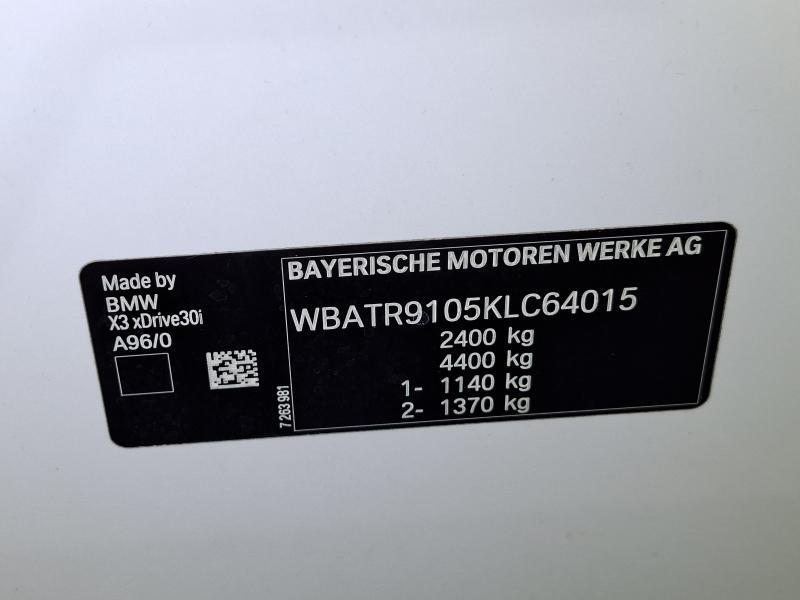 Made by
BMW
X3 xDrive30i
A96/0
7 263 981
BAYERISCHE MOTOREN WERKE AG
WBATR9105KLC64015
2400 kg
4400 kg
1- 1140 kg
2- 1370 kg